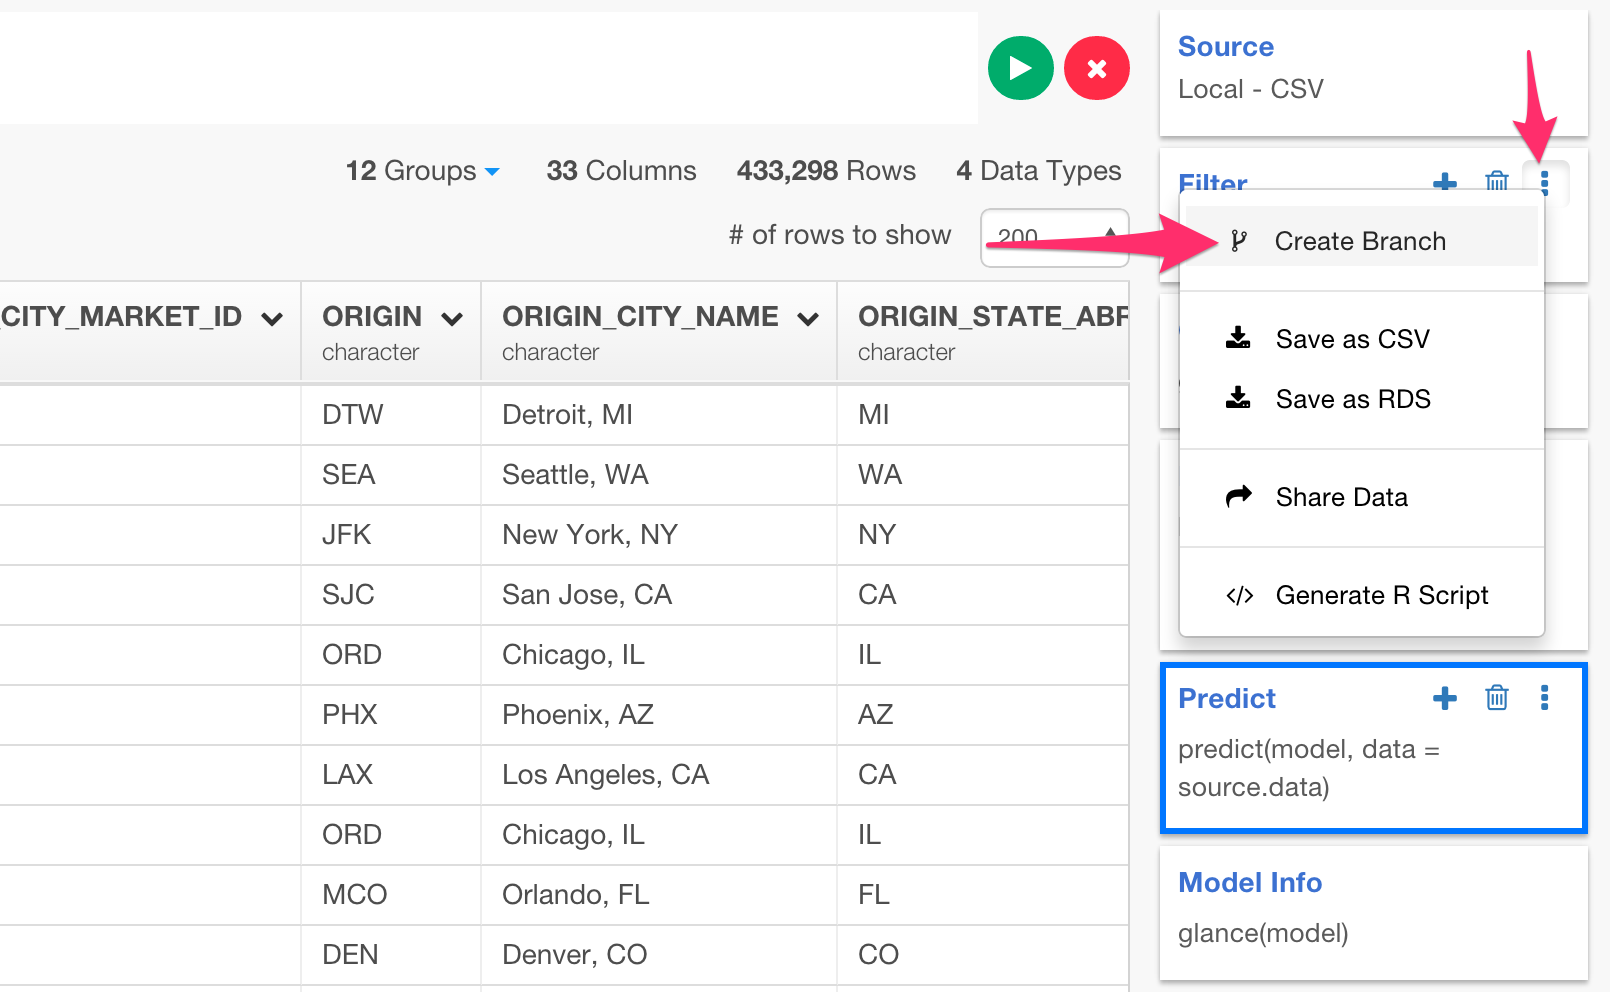 Source
Local - CSV
12 Groups 33 Columns 433,298 Rows 4 Data Types
Filter
# of rows to show 200
Create Branch
CITY_MARKET_ID ORIGIN ORIGIN_CITY_NAME ORIGIN_STATE_ABR
character character character
Save as CSV
Save as RDS
Share Data
Generate R Script
DTW Detroit, MI MI
SEA Seattle, WA WA
JFK New York, NY NY
SJC San Jose, CA CA
ORD Chicago, IL IL
PHX Phoenix, AZ AZ
LAX Los Angeles, CA CA
ORD Chicago, IL IL
MCO Orlando, FL FL
DEN Denver, CO CO
Predict
predict(model, data =
source.data)
Model Info
glance(model)